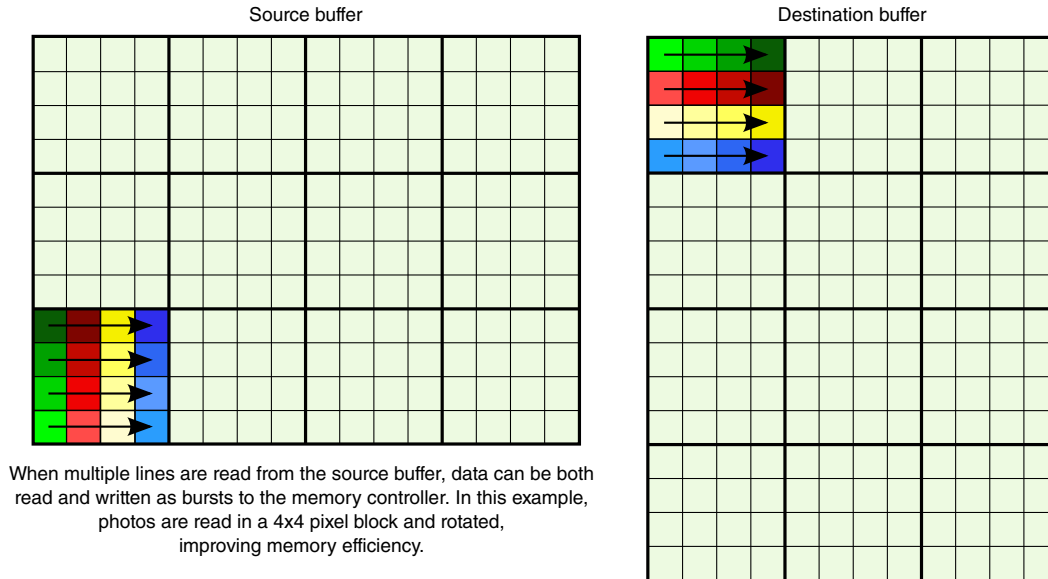 Source buffer
Destination buffer
When multiple lines are read from the source buffer, data can be both
read and written as bursts to the memory controller. In this example,
photos are read in a 4x4 pixel block and rotated,
improving memory efficiency.